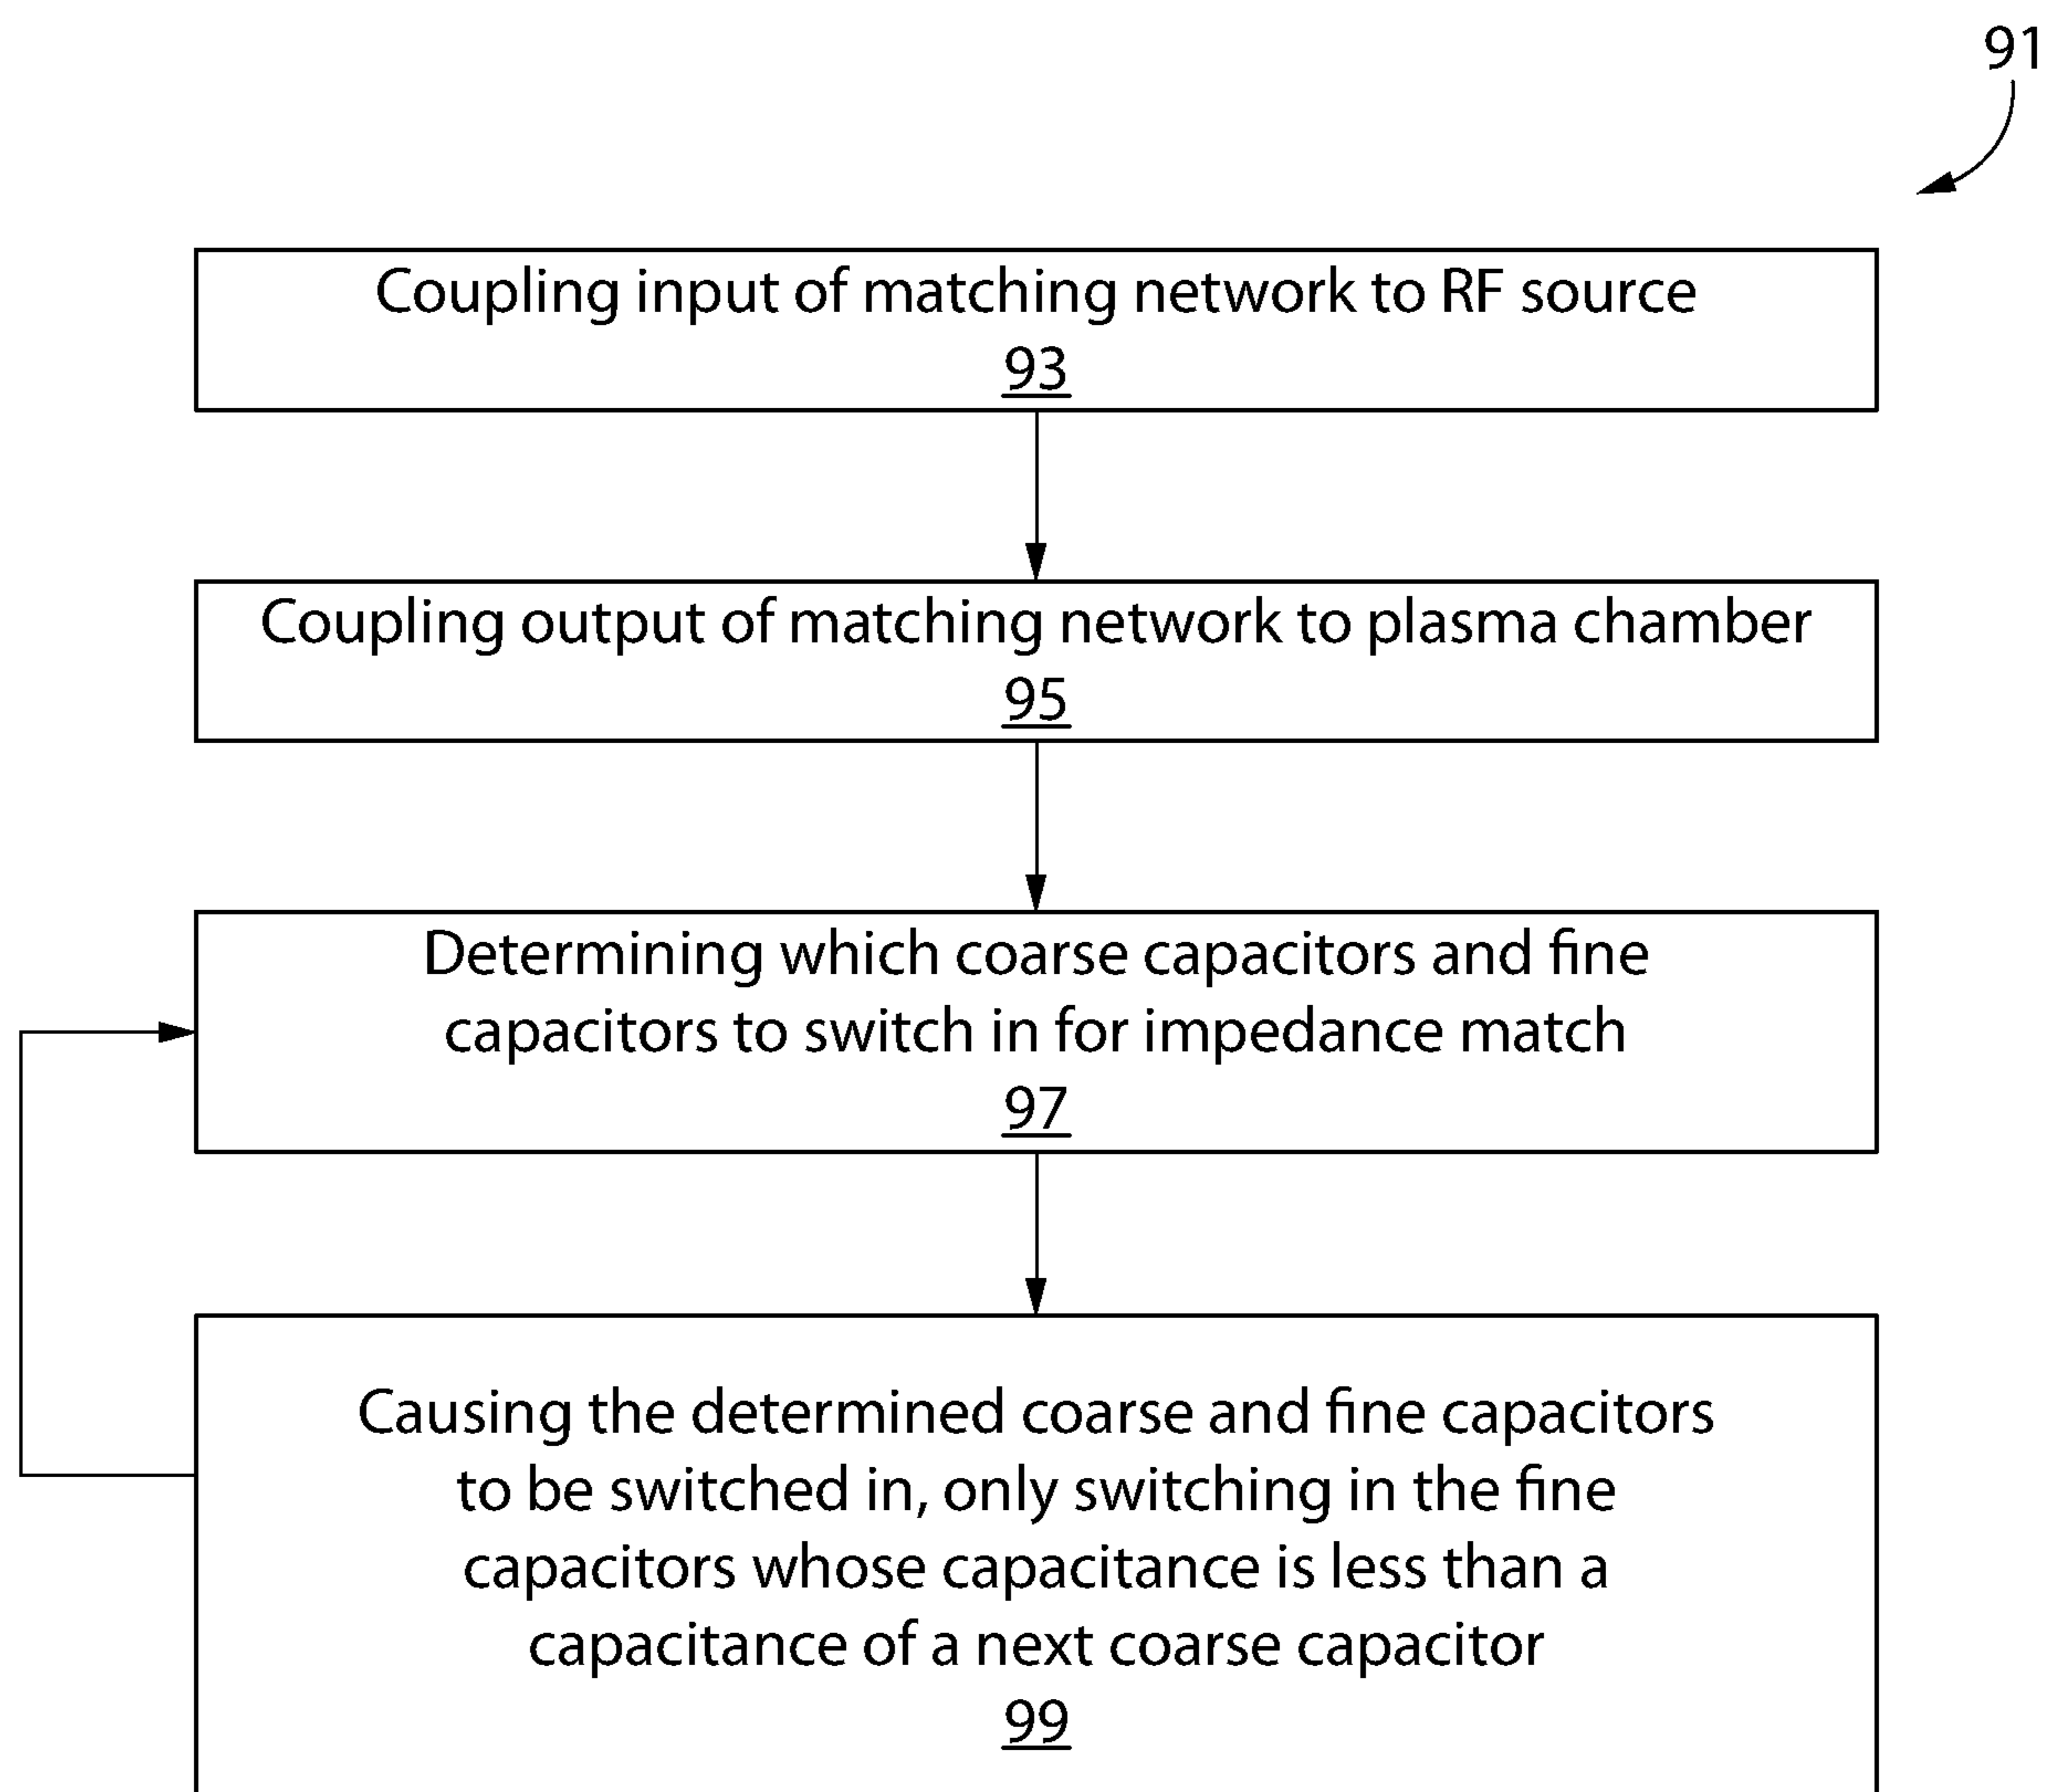 91
Coupling input of matching network to RF source
93
Coupling output of matching network to plasma chamber
95
Determining which coarse capacitors and fine
capacitors to switch in for impedance match
97
Causing the determined coarse and fine capacitors
to be switched in, only switching in the fine
capacitors whose capacitance is less than a
capacitance of a next coarse capacitor
99